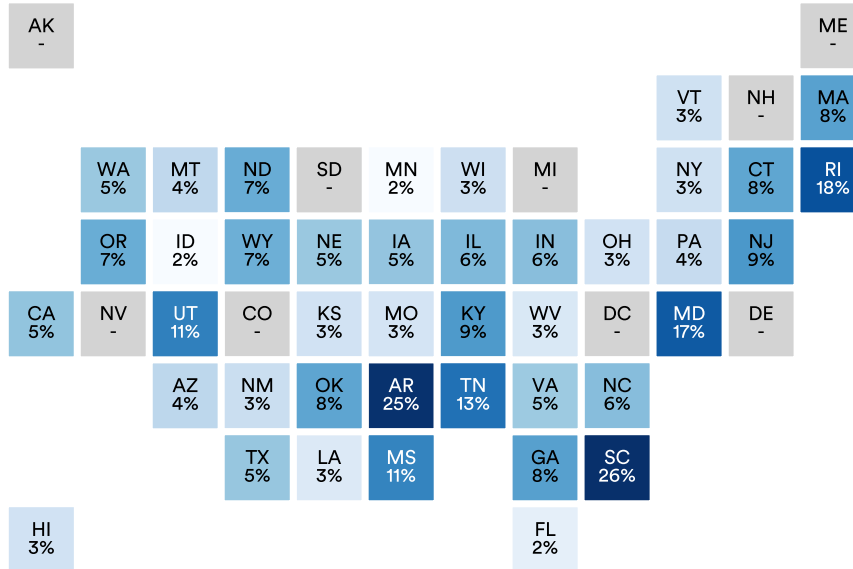 AK
-
ME
-
VT
3%
NH
-
MA
8%
WA
5%
MT
4%
ND
7%
SD
-
MN
2%
WI
3%
MI
-
NY
3%
CT
8%
RI
18%
OR
7%
ID
2%
WY
7%
NE
5%
IA
5%
IL
6%
IN
6%
OH
3%
PA
4%
NJ
9%
CA
5%
NV
-
UT
11%
CO
-
KS
3%
MO
3%
KY
9%
WV
3%
DC
-
MD
17%
DE
-
AZ
4%
NM
3%
OK
8%
AR
25%
TN
13%
VA
5%
NC
6%
TX
5%
LA
3%
MS
11%
GA
8%
SC
26%
HI
3%
FL
2%